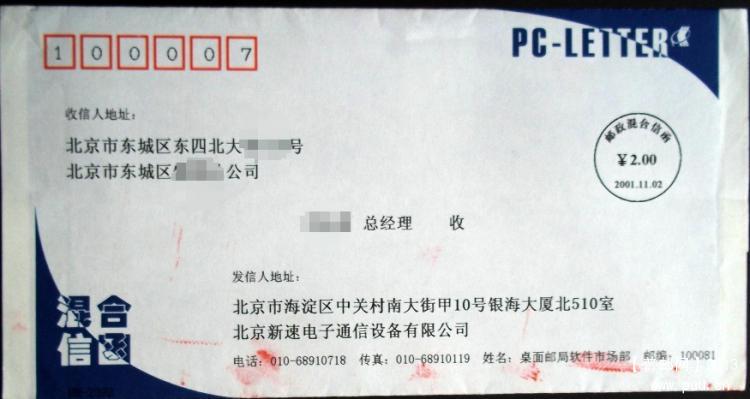 100007
PC-LETTER
收信人地址:
北京市东城区东四北大 号
北京市东城区 公司
邮政混合信函
¥2.00
2001.11.02
总经理 收
发信人地址:
北京市海淀区中关村南大街甲10号银海大厦北510室
北京新速电子通信设备有限公司
电话: 010-68910718 传真: 010-68910119 姓名: 桌面邮局软件市场部 邮编: 100081
混合
信函